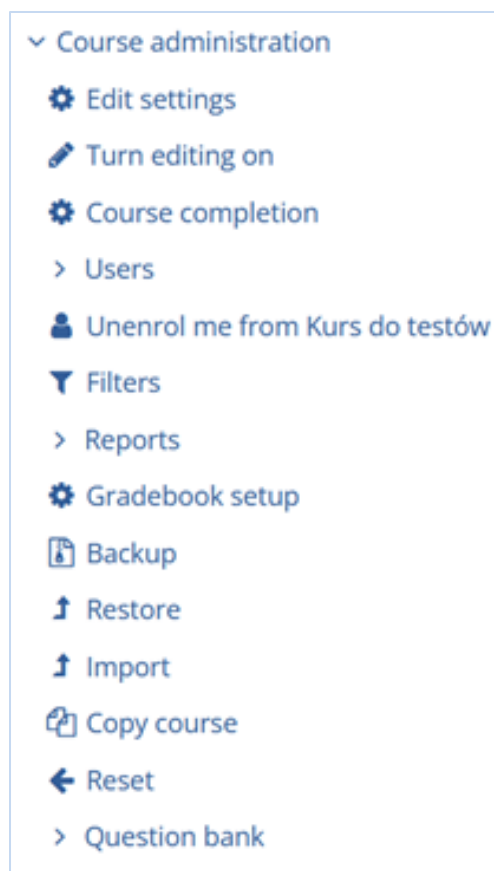 Course administration
Edit settings
Turn editing on
Course completion
Users
Unenrol me from Kurs do testów
Filters
Reports
Gradebook setup
Backup
Restore
Import
Copy course
Reset
Question bank